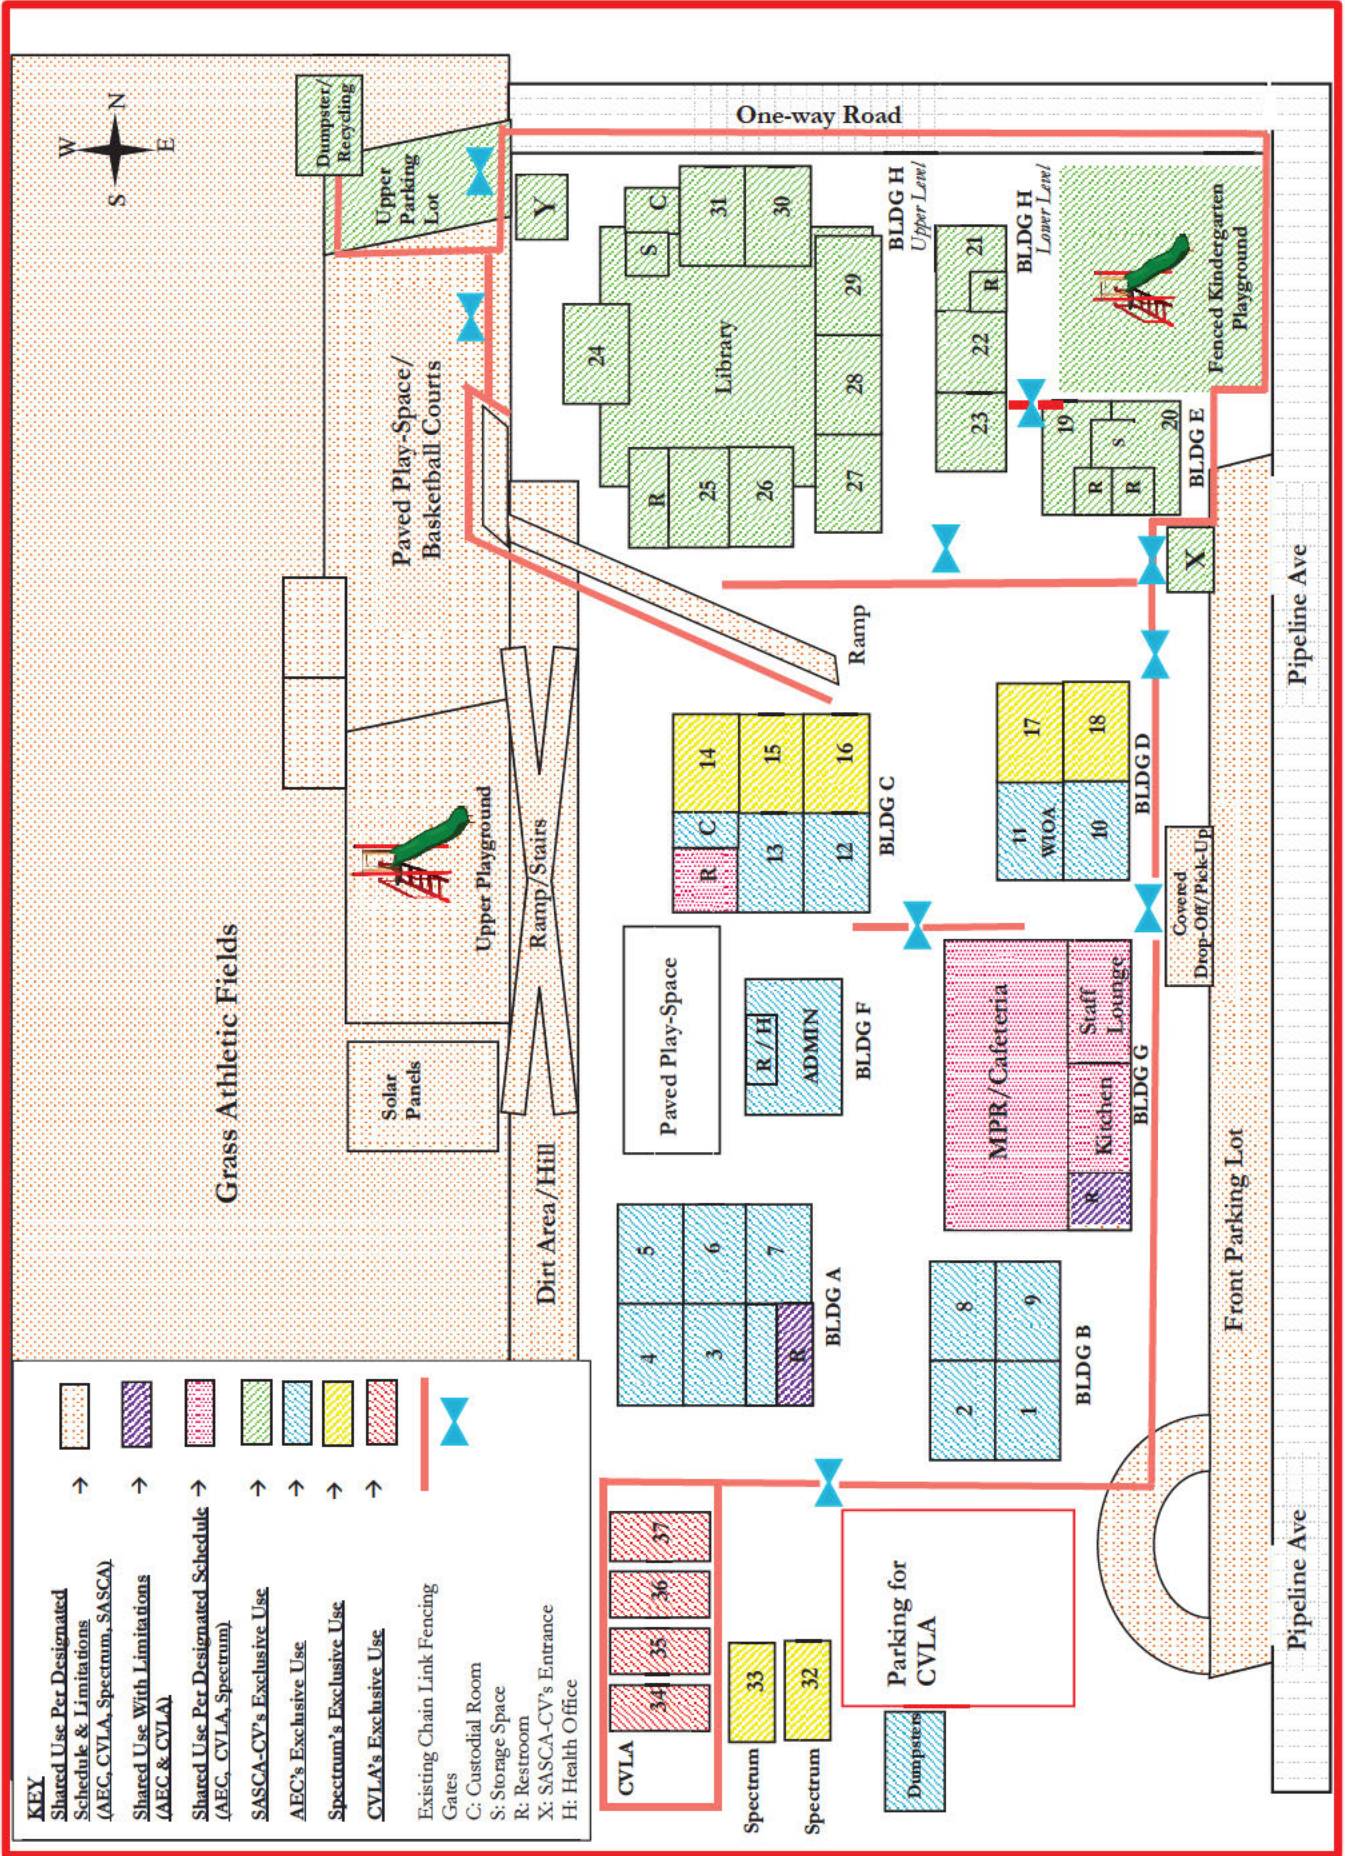 KEY
Shared Use Per Designated
Schedule & Limitations
(AEC, CVLA, Spectrum, SASCA)
→
Shared Use With Limitations
(AEC & CVLA)
→
Shared Use Per Designated Schedule
(AEC, CVLA, Spectrum)
→
SASCA-CV's Exclusive Use
→
AEC's Exclusive Use
→
Spectrum's Exclusive Use
→
CVLA's Exclusive Use
→
Existing Chain Link Fencing
Gates
C: Custodial Room
S: Storage Space
R: Restroom
X: SASCA-CV's Entrance
H: Health Office
Grass Athletic Fields
W
N
S
E
Dumpster/
Recycling
Upper
Parking
Lot
Solar
Panels
Upper Playground
Paved Play-Space/
Basketball Courts
Dirt Area/Hill
Ramp/Stairs
Ramp
One-way Road
Y
CVLA
34
35
36
37
Spectrum
33
Spectrum
32
Dumpsters
Parking for
CVLA
4
5
3
6
7
R
BLDG A
2
8
1
9
BLDG B
Paved Play-Space
R / H
ADMIN
BLDG F
MPR/Cafeteria
R
Kitchen
Staff
Lounge
BLDG G
R
C
14
13
15
12
16
BLDG C
11
WIOA
17
10
18
BLDG D
24
S
C
31
30
Library
R
25
26
27
28
29
BLDG H
Upper Level
23
22
21
R
BLDG H
Lower Level
19
S
R
R
20
BLDG E
Fenced Kindergarten
Playground
X
Covered
Drop-Off/Pick-Up
Front Parking Lot
Pipeline Ave
Pipeline Ave